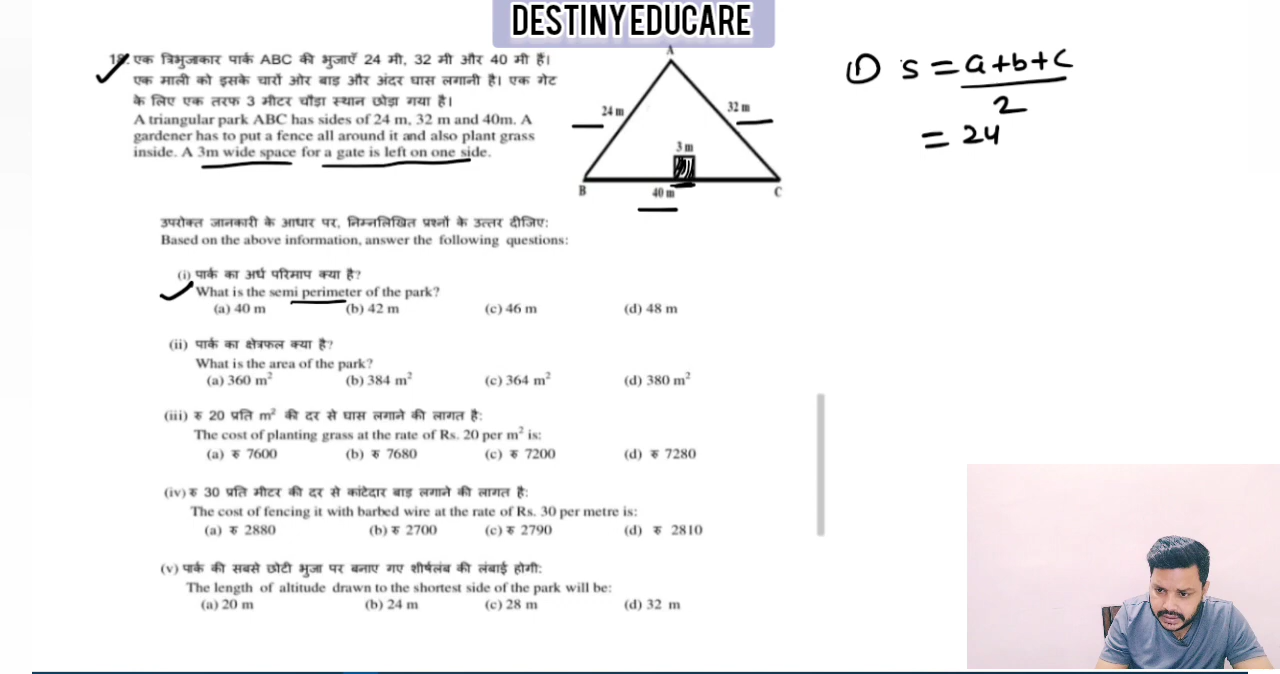 DESTINY EDUCARE
18. एक त्रिभुजाकार पार्क ABC की भुजाएँ 24 मी, 32 मी और 40 मी हैं।
एक माली को इसके चारों ओर बाड़ और अंदर घास लगानी है। एक गेट
के लिए एक तरफ 3 मीटर चौड़ा स्थान छोड़ा गया है।
A triangular park ABC has sides of 24 m, 32 m and 40m. A
gardener has to put a fence all around it and also plant grass
inside. A 3m wide space for a gate is left on one side.
A
24 m
32 m
3 m
B
40 m
C
① s = a+b+c
2
= 24
उपरोक्त जानकारी के आधार पर, निम्नलिखित प्रश्नों के उत्तर दीजिए:
Based on the above information, answer the following questions:
(i) पार्क का अर्ध परिमाप क्या है?
What is the semi perimeter of the park?
(a) 40 m (b) 42 m (c) 46 m (d) 48 m
(ii) पार्क का क्षेत्रफल क्या है?
What is the area of the park?
(a) 360 m² (b) 384 m² (c) 364 m² (d) 380 m²
(iii) रु 20 प्रति m² की दर से घास लगाने की लागत है:
The cost of planting grass at the rate of Rs. 20 per m² is:
(a) रु 7600 (b) रु 7680 (c) रु 7200 (d) रु 7280
(iv) रु 30 प्रति मीटर की दर से कांटेदार बाड़ लगाने की लागत है:
The cost of fencing it with barbed wire at the rate of Rs. 30 per metre is:
(a) रु 2880 (b) रु 2700 (c) रु 2790 (d) रु 2810
(v) पार्क की सबसे छोटी भुजा पर बनाए गए शीर्षलंब की लंबाई होगी:
The length of altitude drawn to the shortest side of the park will be:
(a) 20 m (b) 24 m (c) 28 m (d) 32 m